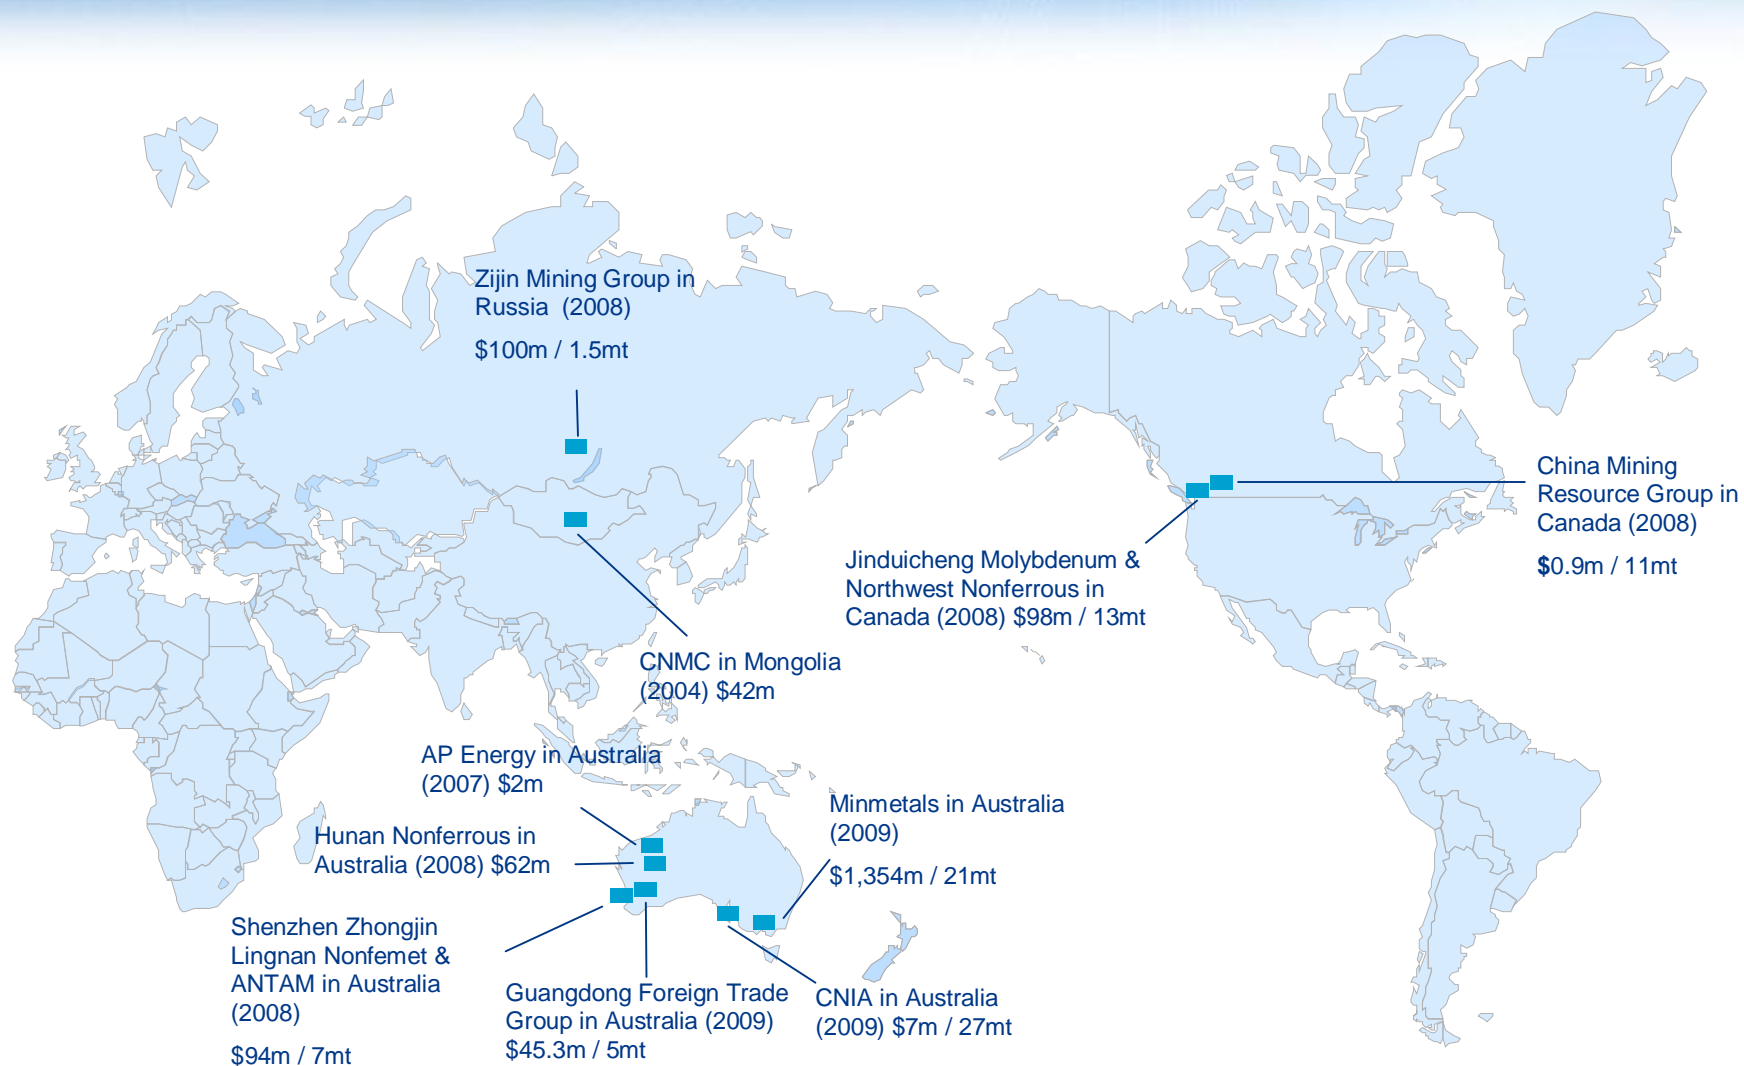 Zijin Mining Group in
Russia (2008)
$100m / 1.5mt
China Mining
Resource Group in
Canada (2008)
$0.9m / 11mt
Jinduicheng Molybdenum &
Northwest Nonferrous in
Canada (2008) $98m / 13mt
CNMC in Mongolia
(2004) $42m
AP Energy in Australia
(2007) $2m
Minmetals in Australia
(2009)
$1,354m / 21mt
Hunan Nonferrous in
Australia (2008) $62m
Shenzhen Zhongjin
Lingnan Nonfemet &
ANTAM in Australia
(2008)
$94m / 7mt
Guangdong Foreign Trade
Group in Australia (2009)
$45.3m / 5mt
CNIA in Australia
(2009) $7m / 27mt